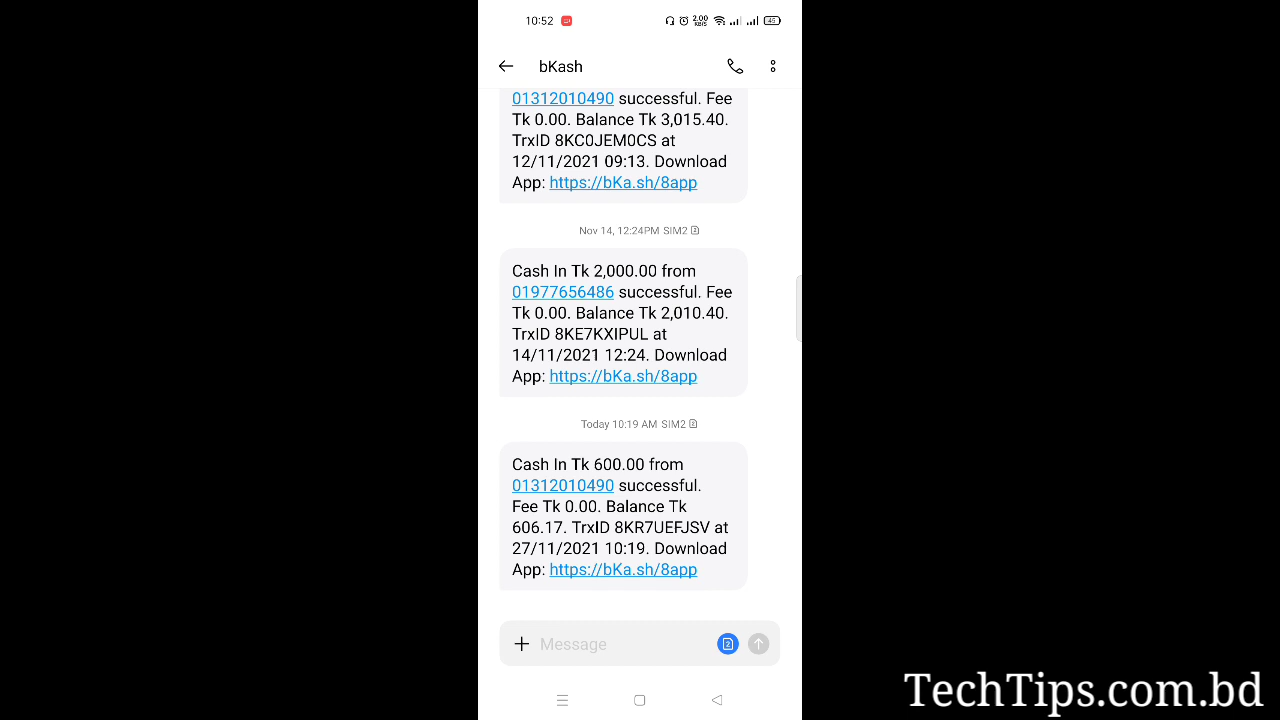 10:52
2.00
KB/S
45
bKash
01312010490 successful. Fee
Tk 0.00. Balance Tk 3,015.40.
TrxID 8KC0JEM0CS at
12/11/2021 09:13. Download
App: https://bKa.sh/8app
Nov 14, 12:24PM SIM2
Cash In Tk 2,000.00 from
01977656486 successful. Fee
Tk 0.00. Balance Tk 2,010.40.
TrxID 8KE7KXIPUL at
14/11/2021 12:24. Download
App: https://bKa.sh/8app
Today 10:19 AM SIM2
Cash In Tk 600.00 from
01312010490 successful.
Fee Tk 0.00. Balance Tk
606.17. TrxID 8KR7UEFJSV at
27/11/2021 10:19. Download
App: https://bKa.sh/8app
Message
2
TechTips.com.bd